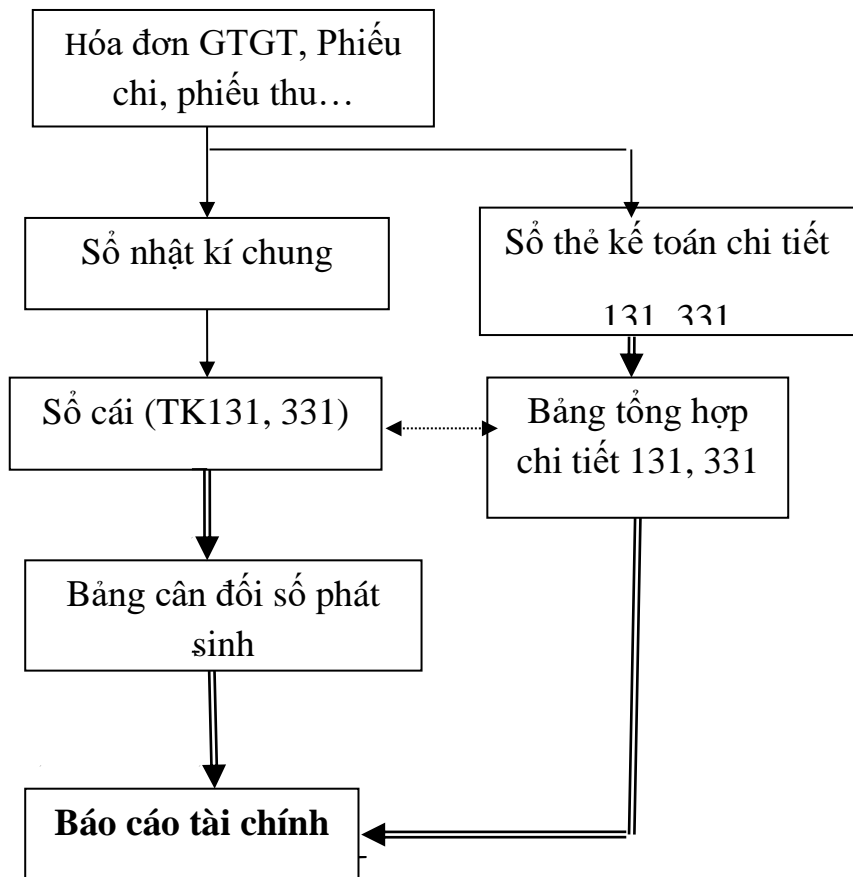 Hóa đơn GTGT, Phiếu
chi, phiếu thu…
Sổ nhật kí chung
Sổ thẻ kế toán chi tiết
131, 331
Sổ cái (TK131, 331)
Bảng tổng hợp
chi tiết 131, 331
Bảng cân đối số phát
sinh
Báo cáo tài chính